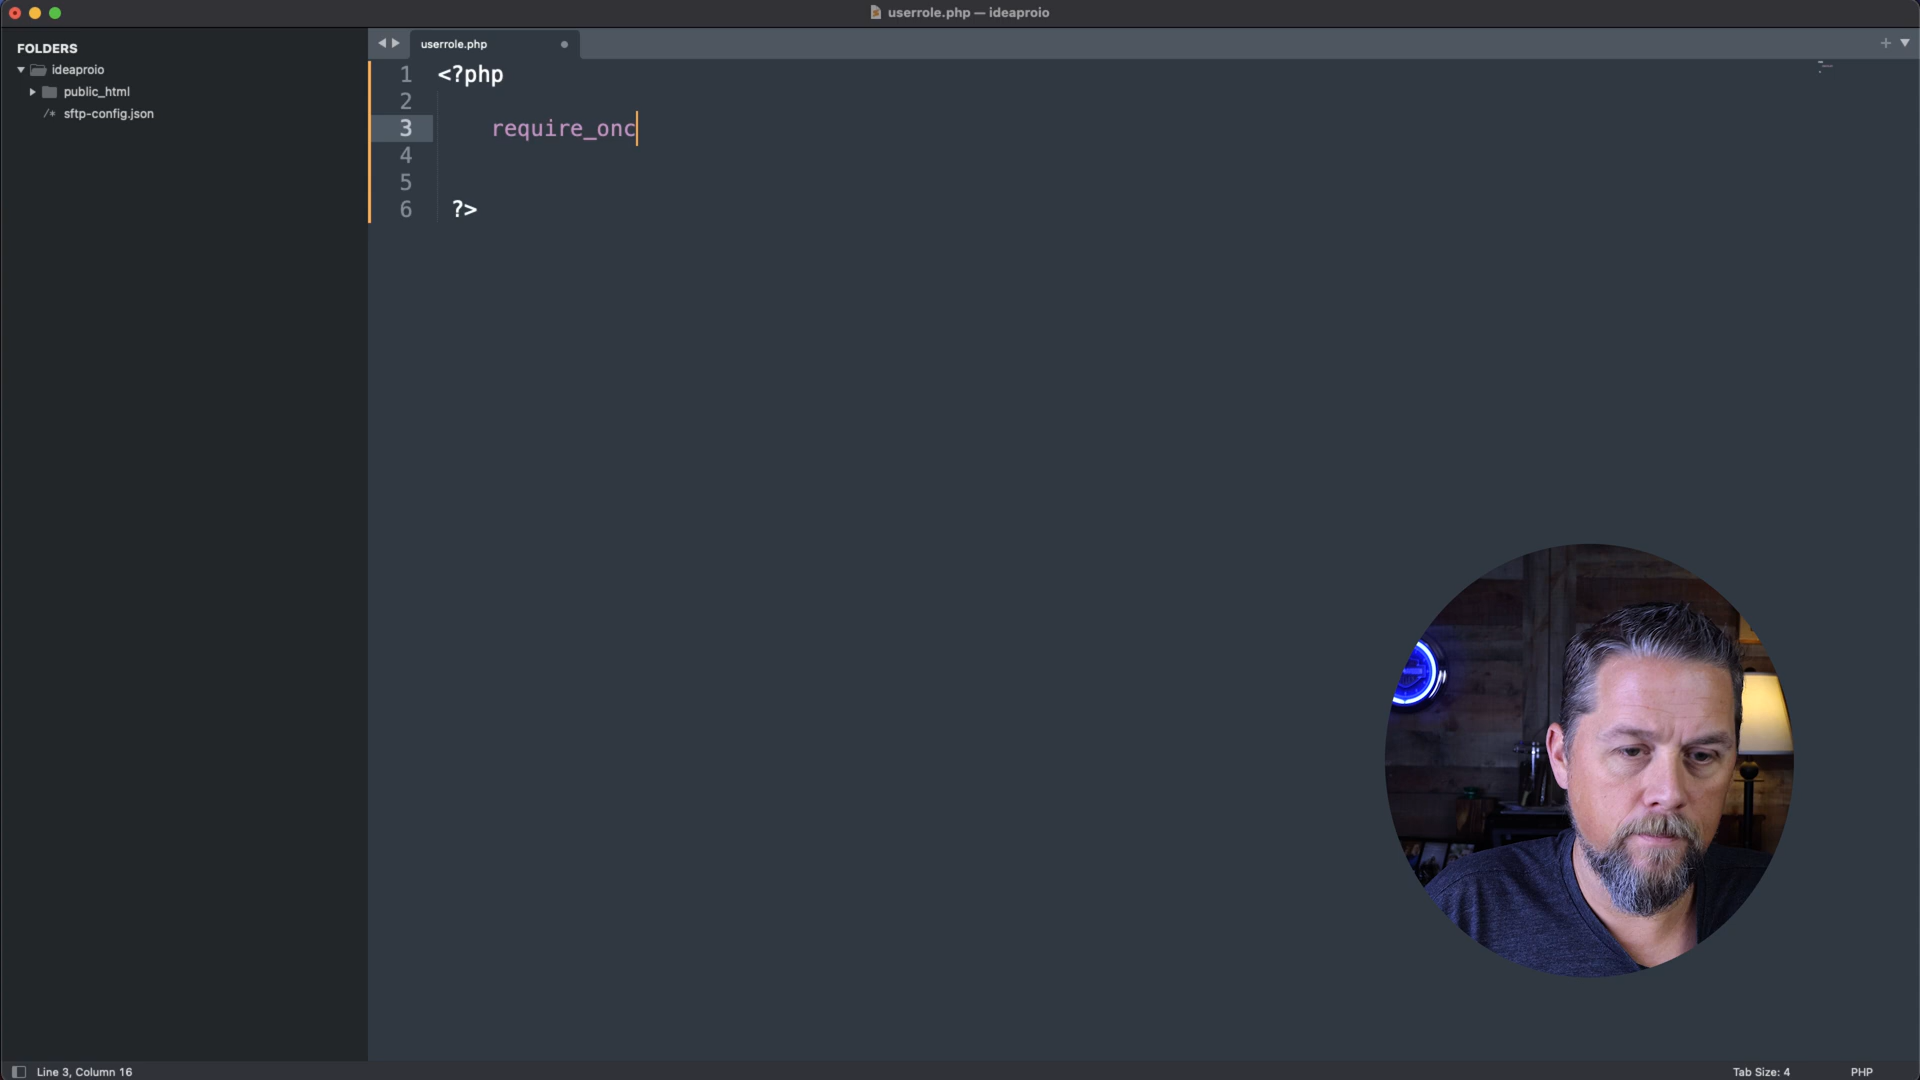 userrole.php — ideaproio
FOLDERS
ideaproio
public_html
/* sftp-config.json
userrole.php
1 <?php
2
3 require_onc
4
5
6 ?>
Line 3, Column 16
Tab Size: 4
PHP